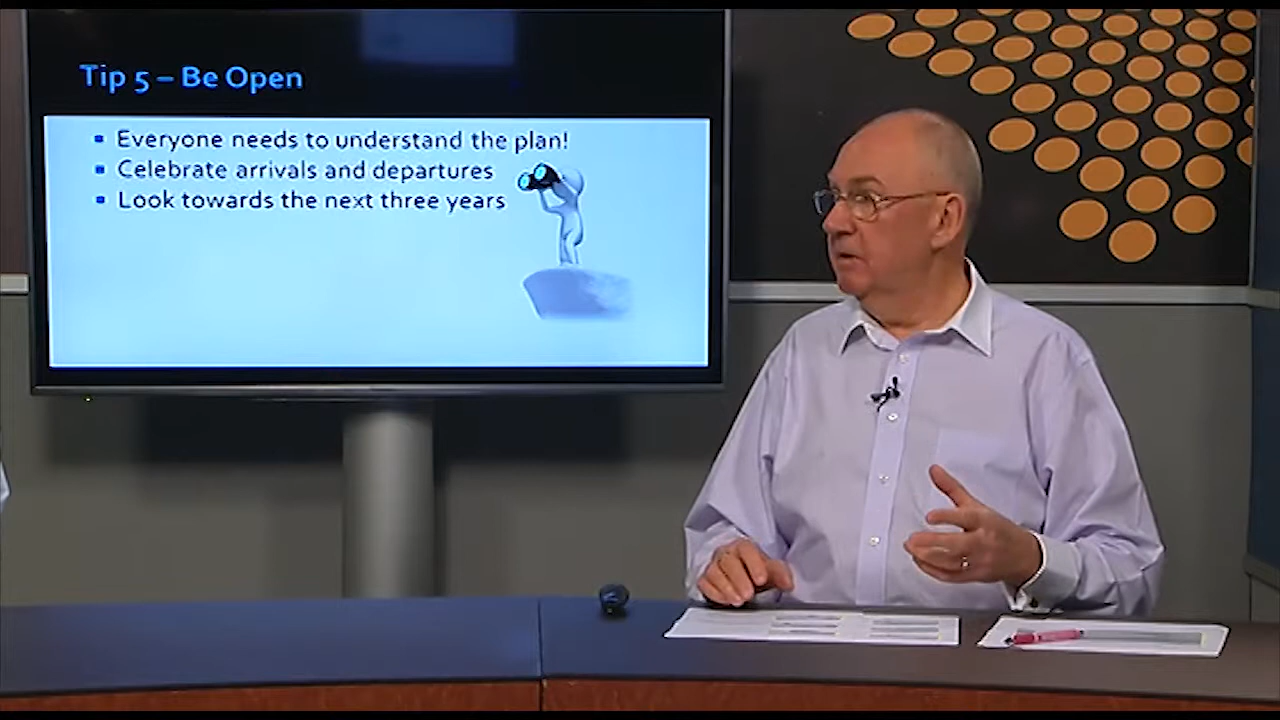 Tip 5 – Be Open
Everyone needs to understand the plan!
Celebrate arrivals and departures
Look towards the next three years